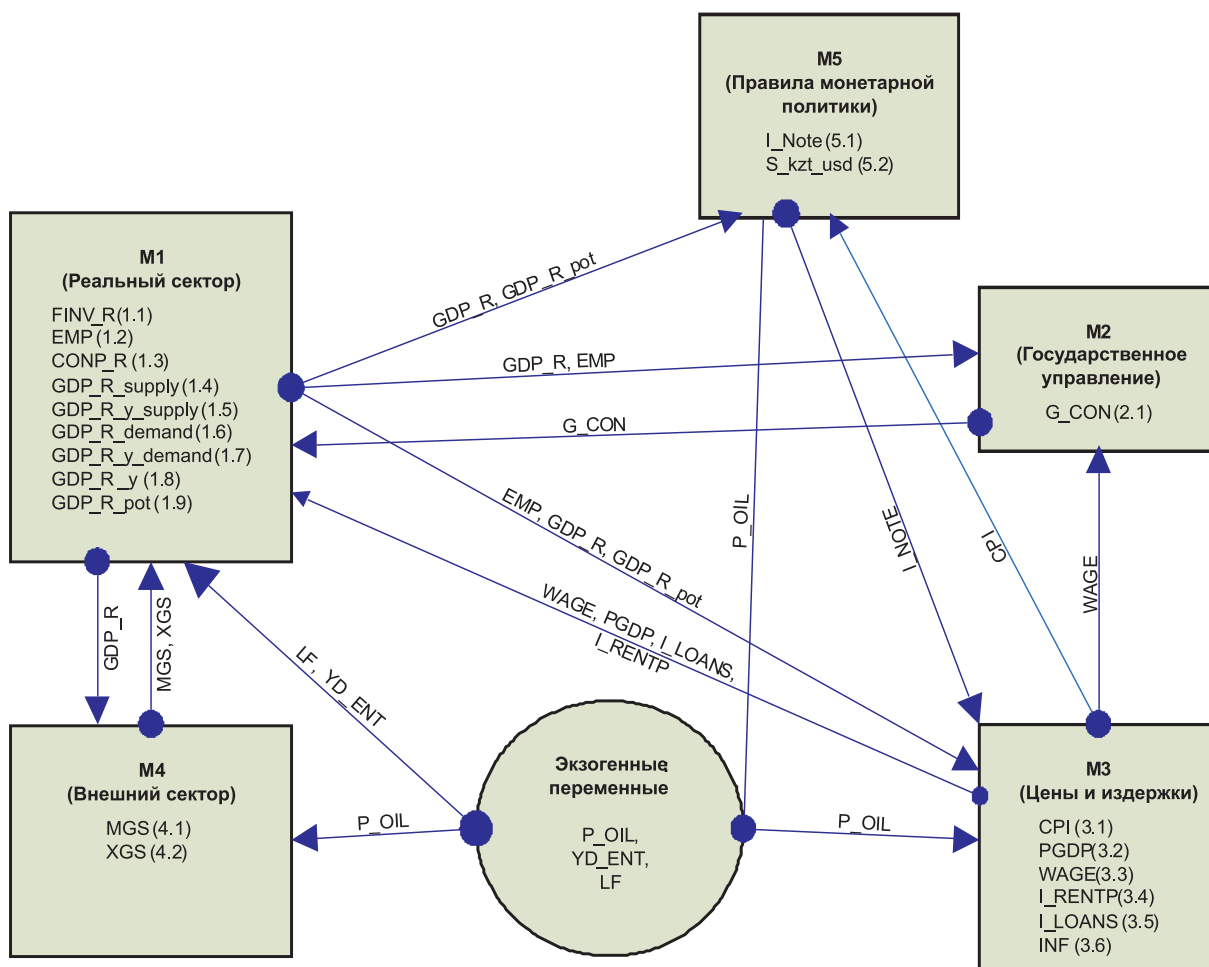 M5
(Правила монетарной
политики)
I_Note (5.1)
S_kzt_usd (5.2)
M1
(Реальный сектор)
FINV_R(1.1)
EMP (1.2)
CONP_R (1.3)
GDP_R_supply (1.4)
GDP_R_y_supply (1.5)
GDP_R_demand (1.6)
GDP_R_y_demand (1.7)
GDP_R_y (1.8)
GDP_R_pot (1.9)
M2
(Государственное
управление)
G_CON (2.1)
GDP_R, GDP_R_pot
GDP_R, EMP
G_CON
EMP, GDP_R, GDP_R_pot
WAGE, PGDP, I_LOANS,
I_RENTP
P_OIL
I_NOTE
CPI
WAGE
GDP_R
MGS, XGS
LF, YD_ENT
M4
(Внешний сектор)
MGS (4.1)
XGS (4.2)
P_OIL
Экзогенные
переменные
P_OIL,
YD_ENT,
LF
P_OIL
M3
(Цены и издержки)
CPI (3.1)
PGDP(3.2)
WAGE(3.3)
I_RENTP(3.4)
I_LOANS (3.5)
INF (3.6)